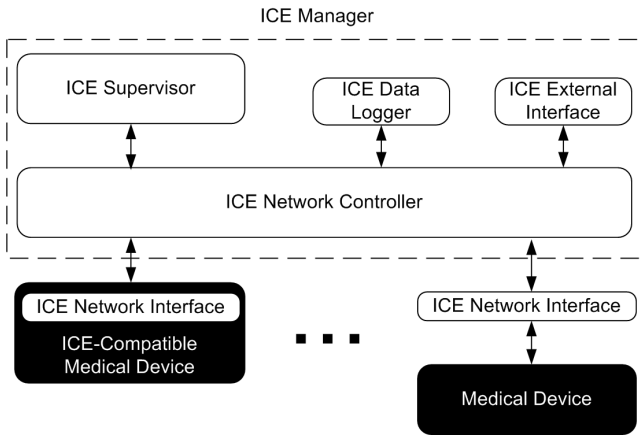 ICE Manager
ICE Supervisor
ICE Data
Logger
ICE External
Interface
ICE Network Controller
ICE Network Interface
ICE-Compatible
Medical Device
ICE Network Interface
Medical Device